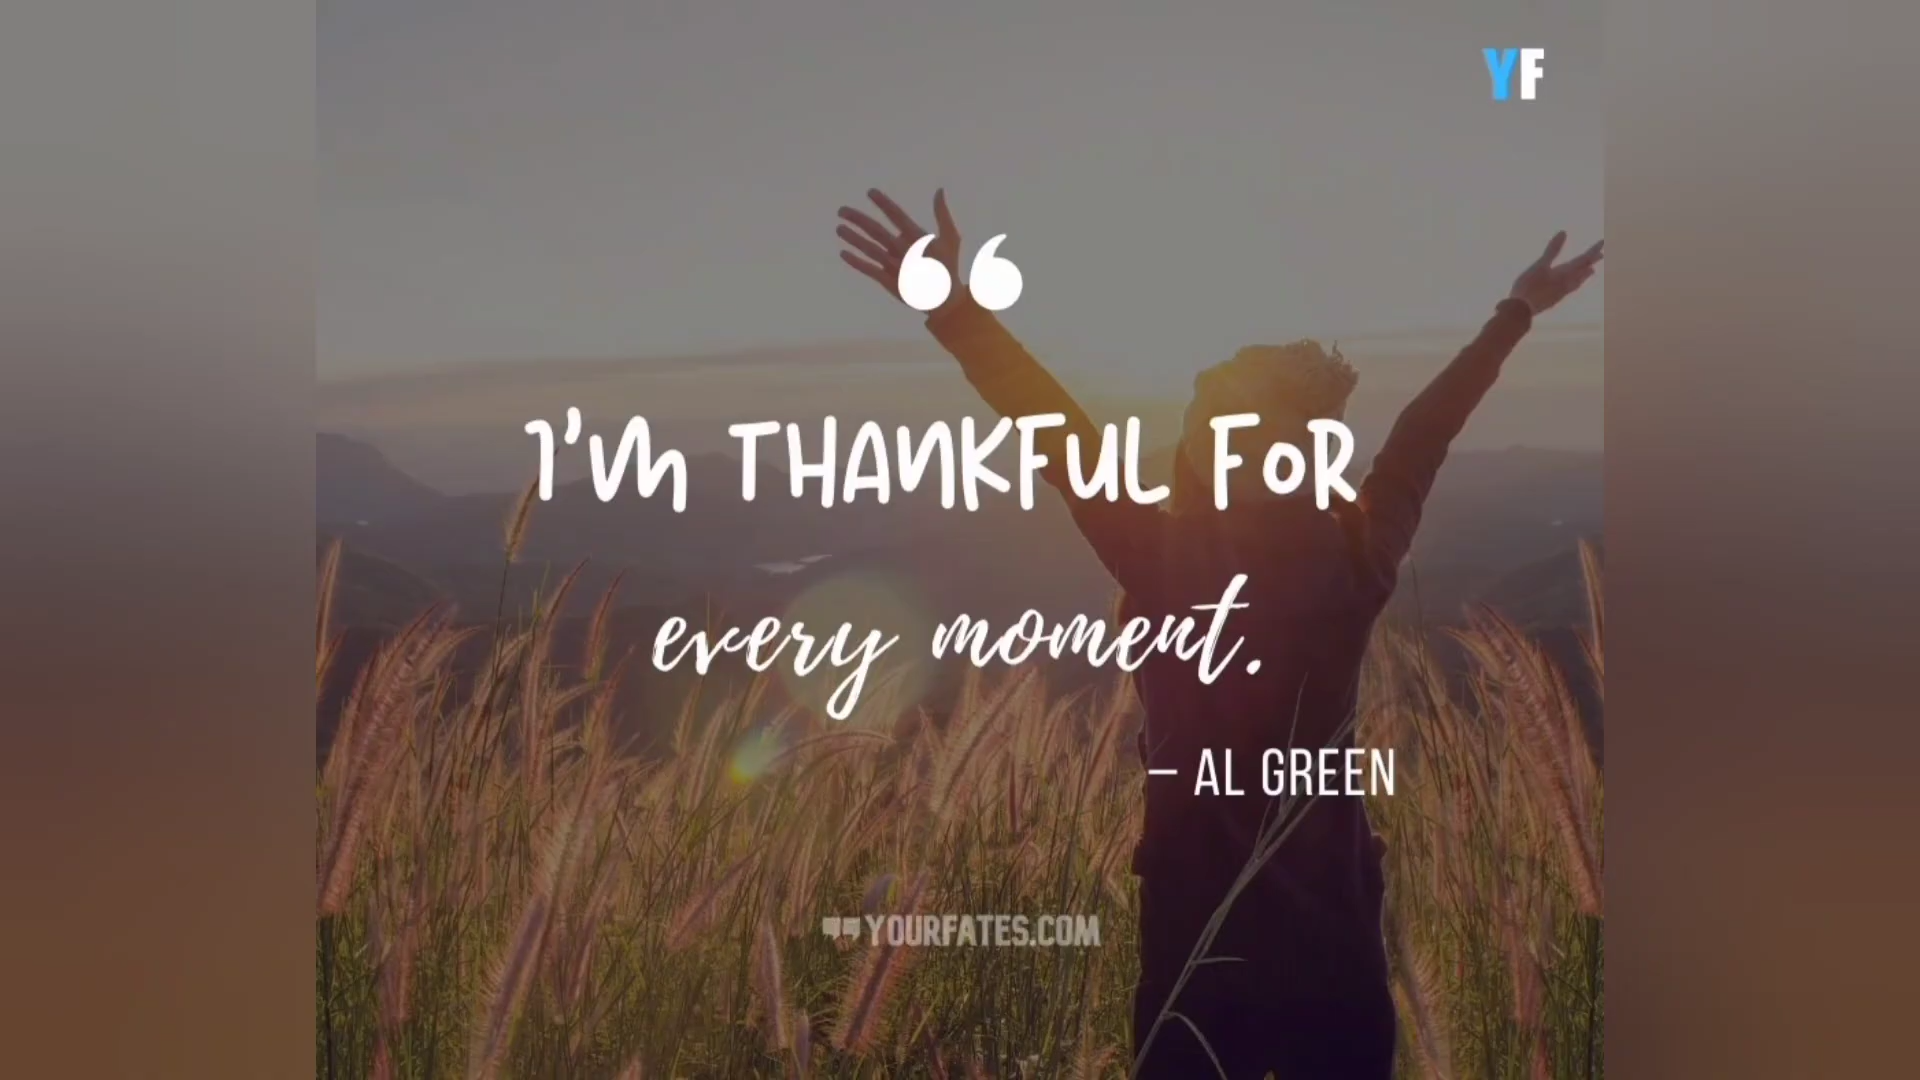 YF
“
I'M THANKFUL FOR
every moment.
– AL GREEN
❞YOURFATES.COM